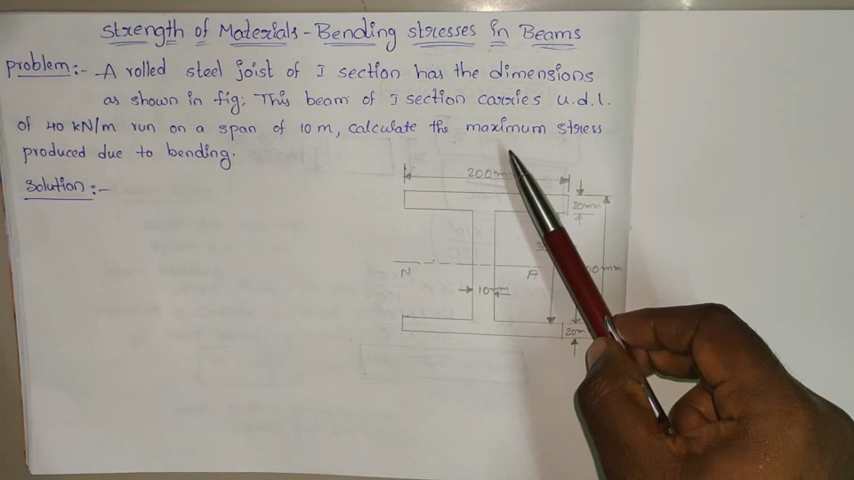 Strength of Materials - Bending stresses in Beams
Problem:- A rolled steel joist of I section has the dimensions
as shown in fig: This beam of I section carries u.d.l.
of 40 kN/m run on a span of 10 m, calculate the maximum stress
produced due to bending.
Solution:-
200
20mm
N
A
10mm
20m